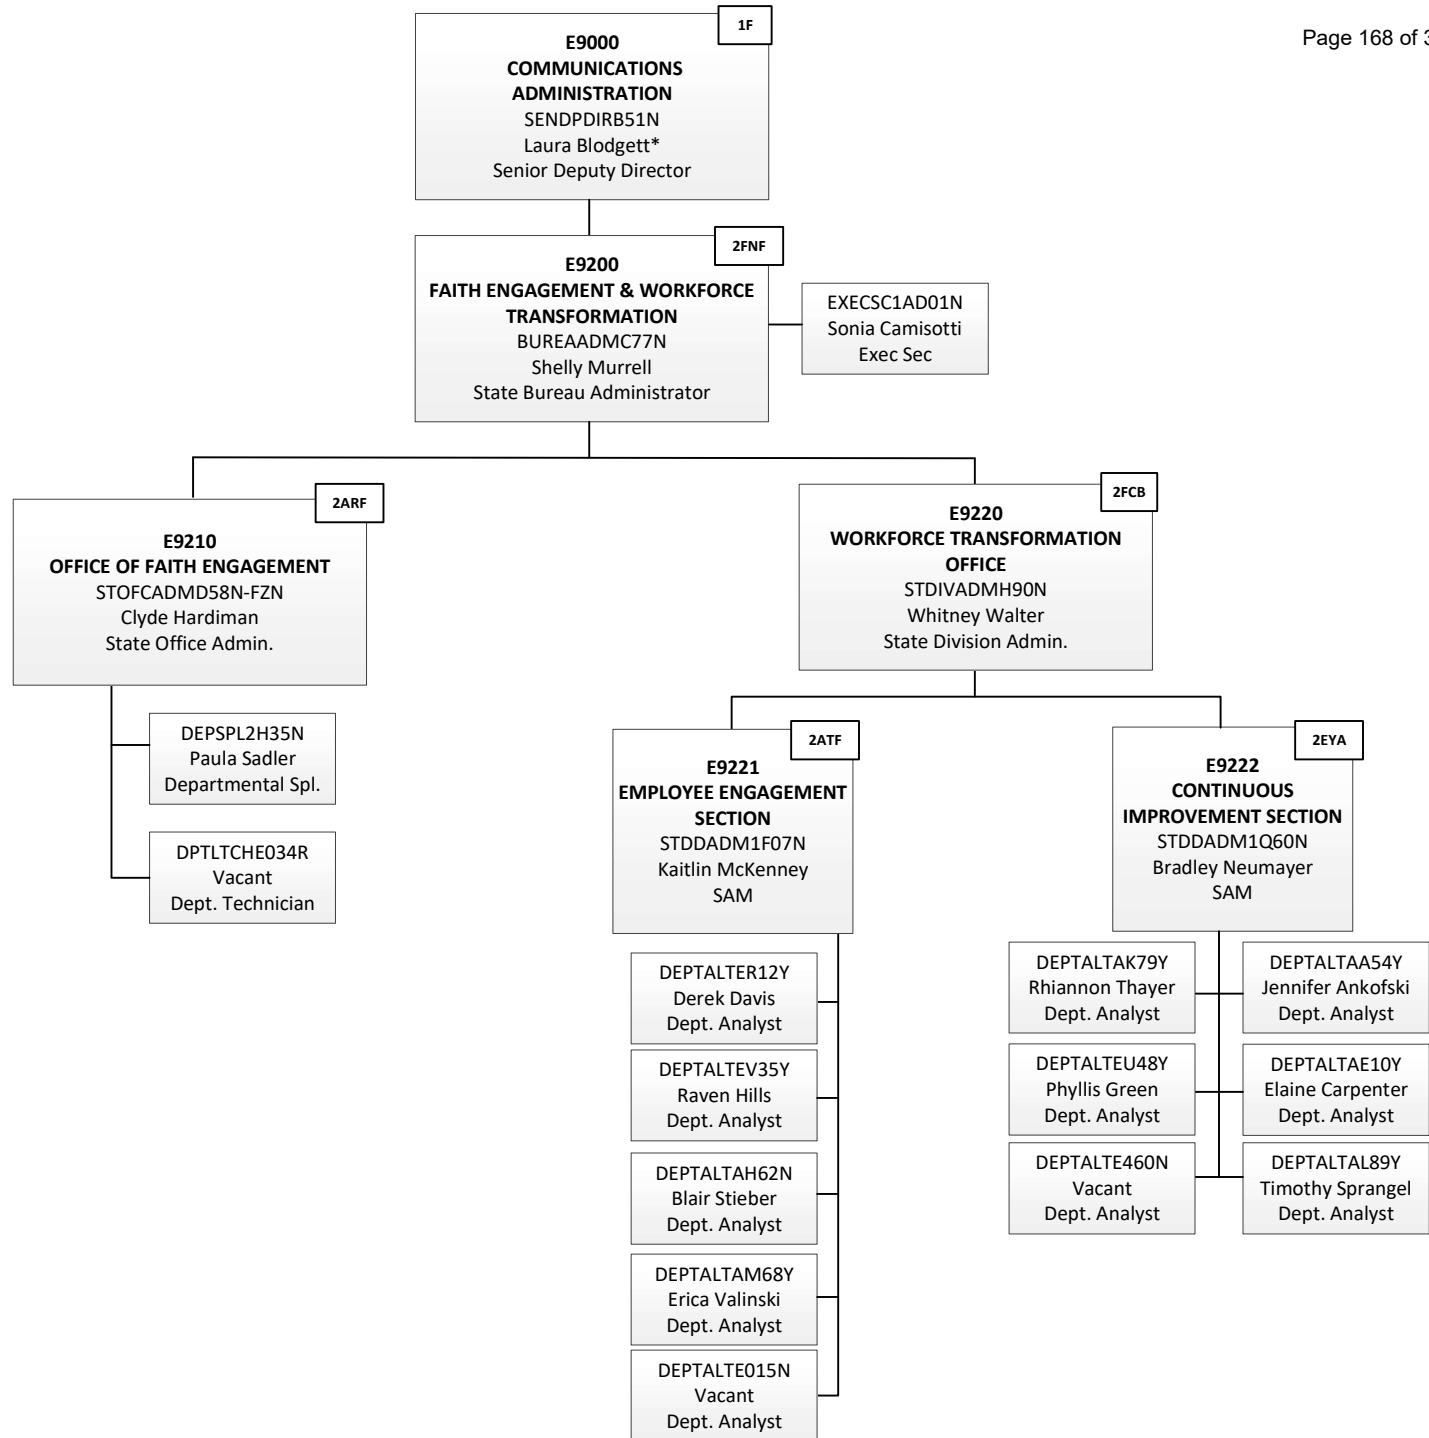 Page 168 of 3
1F
E9000
COMMUNICATIONS
ADMINISTRATION
SENDPDIRB51N
Laura Blodgett*
Senior Deputy Director
2FNF
E9200
FAITH ENGAGEMENT & WORKFORCE
TRANSFORMATION
BUREAADMC77N
Shelly Murrell
State Bureau Administrator
EXECSC1AD01N
Sonia Camisotti
Exec Sec
2ARF
E9210
OFFICE OF FAITH ENGAGEMENT
STOFCADMD58N-FZN
Clyde Hardiman
State Office Admin.
DEPSPL2H35N
Paula Sadler
Departmental Spl.
DPTLTCHE034R
Vacant
Dept. Technician
2FCB
E9220
WORKFORCE TRANSFORMATION
OFFICE
STDIVADMH90N
Whitney Walter
State Division Admin.
2ATF
E9221
EMPLOYEE ENGAGEMENT
SECTION
STDDADM1F07N
Kaitlin McKenney
SAM
DEPTALTER12Y
Derek Davis
Dept. Analyst
DEPTALTEV35Y
Raven Hills
Dept. Analyst
DEPTALTAH62N
Blair Stieber
Dept. Analyst
DEPTALTAM68Y
Erica Valinski
Dept. Analyst
DEPTALTE015N
Vacant
Dept. Analyst
2EYA
E9222
CONTINUOUS
IMPROVEMENT SECTION
STDDADM1Q60N
Bradley Neumayer
SAM
DEPTALTAK79Y
Rhiannon Thayer
Dept. Analyst
DEPTALTAA54Y
Jennifer Ankofski
Dept. Analyst
DEPTALTEU48Y
Phyllis Green
Dept. Analyst
DEPTALTAE10Y
Elaine Carpenter
Dept. Analyst
DEPTALTE460N
Vacant
Dept. Analyst
DEPTALTAL89Y
Timothy Sprangel
Dept. Analyst